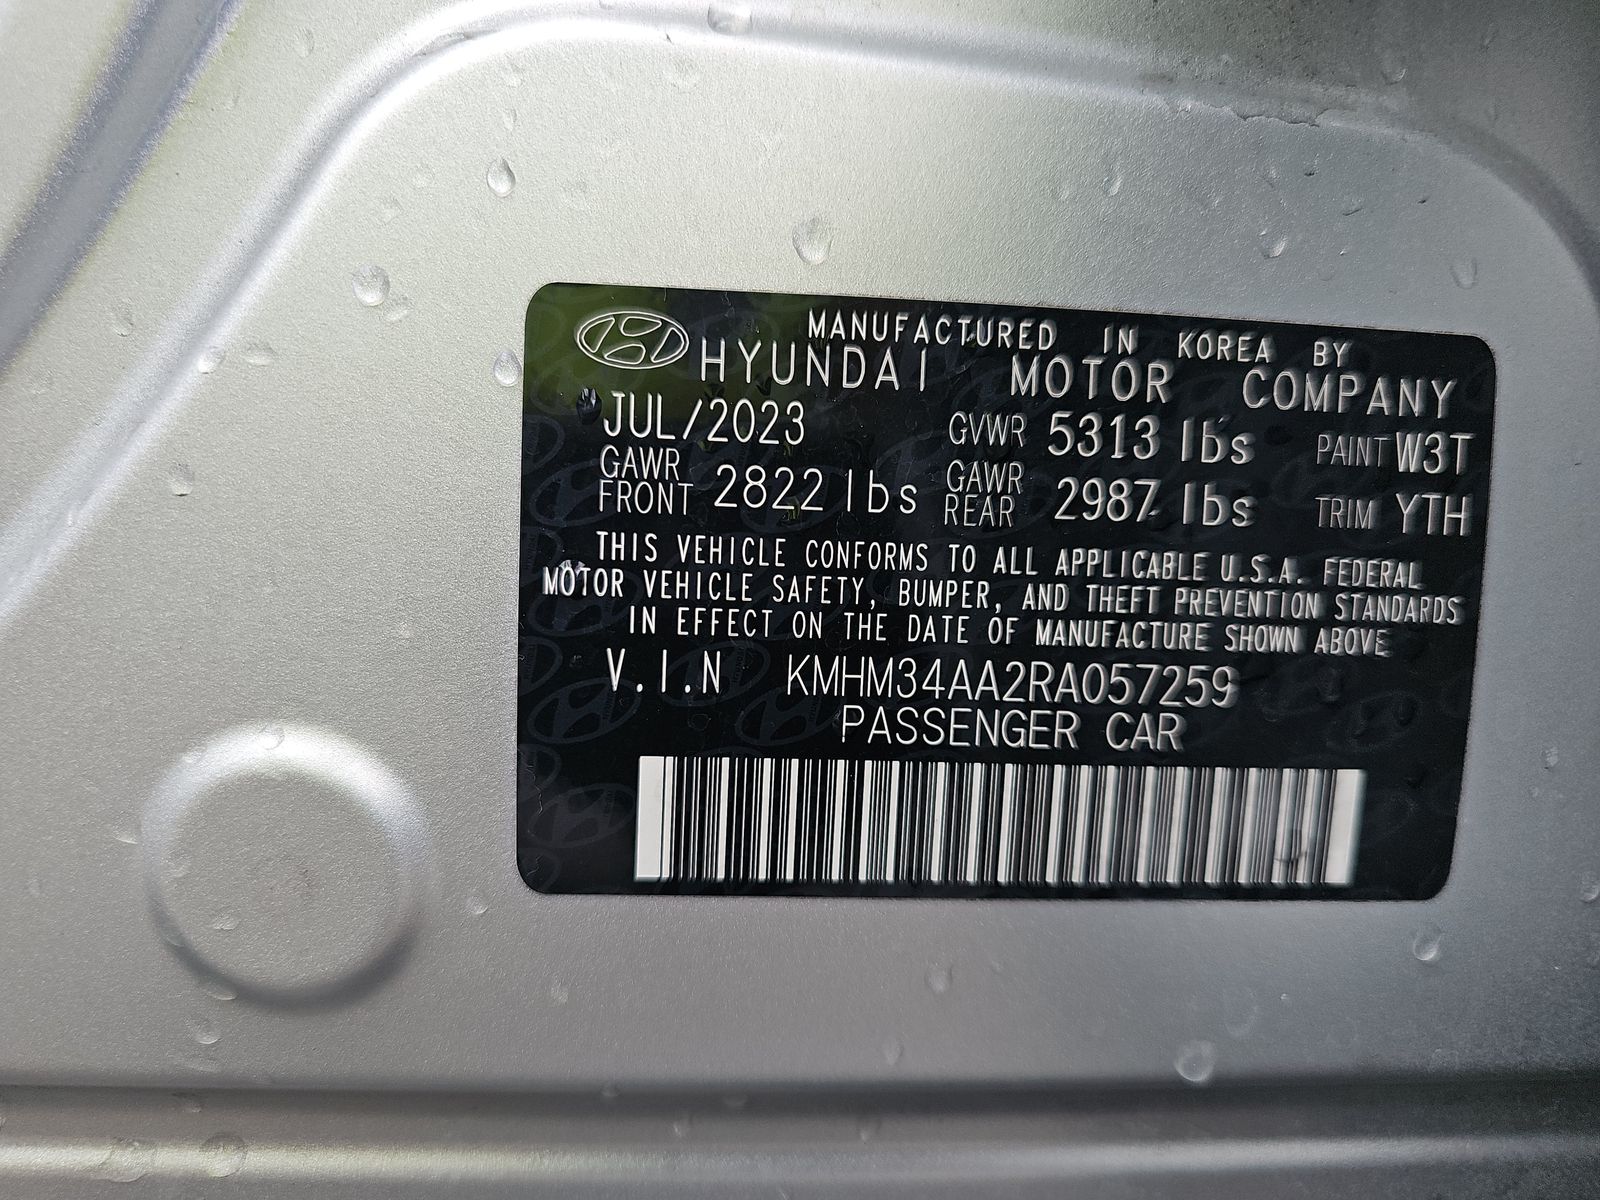 MANUFACTURED IN KOREA BY
HYUNDAI MOTOR COMPANY
JUL/2023 GVWR 5313 lbs PAINT W3T
GAWR FRONT 2822 lbs GAWR REAR 2987 lbs TRIM YTH
THIS VEHICLE CONFORMS TO ALL APPLICABLE U.S.A. FEDERAL
MOTOR VEHICLE SAFETY, BUMPER, AND THEFT PREVENTION STANDARDS
IN EFFECT ON THE DATE OF MANUFACTURE SHOWN ABOVE
V.I.N KMHM34AA2RA057259
PASSENGER CAR